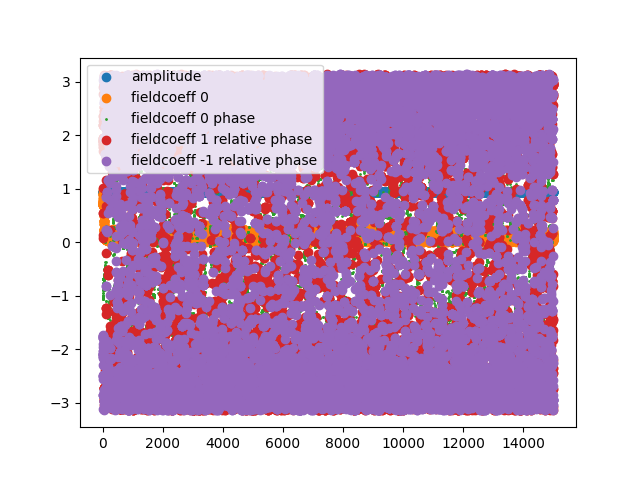 amplitude
fieldcoeff 0
fieldcoeff 0 phase
fieldcoeff 1 relative phase
fieldcoeff -1 relative phase
3
2
1
0
−1
−2
−3
0 2000 4000 6000 8000 10000 12000 14000